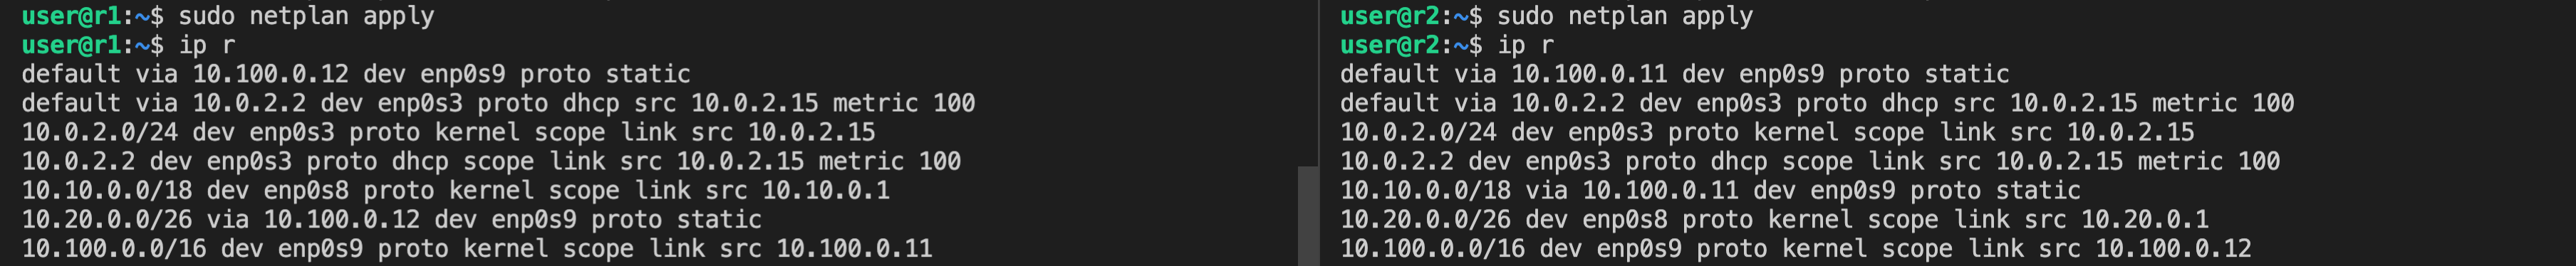 user@r1:~$ sudo netplan apply
user@r1:~$ ip r
default via 10.100.0.12 dev enp0s9 proto static
default via 10.0.2.2 dev enp0s3 proto dhcp src 10.0.2.15 metric 100
10.0.2.0/24 dev enp0s3 proto kernel scope link src 10.0.2.15
10.0.2.2 dev enp0s3 proto dhcp scope link src 10.0.2.15 metric 100
10.10.0.0/18 dev enp0s8 proto kernel scope link src 10.10.0.1
10.20.0.0/26 via 10.100.0.12 dev enp0s9 proto static
10.100.0.0/16 dev enp0s9 proto kernel scope link src 10.100.0.11
user@r2:~$ sudo netplan apply
user@r2:~$ ip r
default via 10.100.0.11 dev enp0s9 proto static
default via 10.0.2.2 dev enp0s3 proto dhcp src 10.0.2.15 metric 100
10.0.2.0/24 dev enp0s3 proto kernel scope link src 10.0.2.15
10.0.2.2 dev enp0s3 proto dhcp scope link src 10.0.2.15 metric 100
10.10.0.0/18 via 10.100.0.11 dev enp0s9 proto static
10.20.0.0/26 dev enp0s8 proto kernel scope link src 10.20.0.1
10.100.0.0/16 dev enp0s9 proto kernel scope link src 10.100.0.12